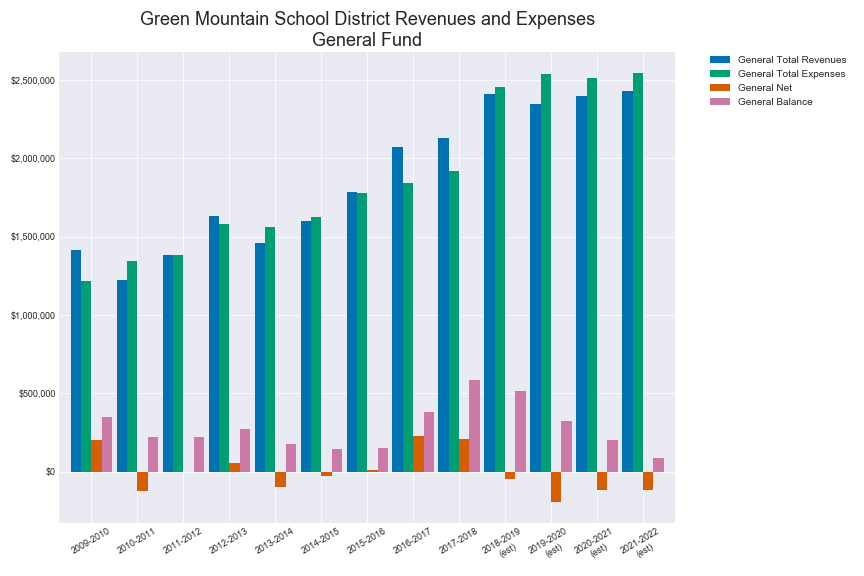 Green Mountain School District Revenues and Expenses
General Fund
General Total Revenues
General Total Expenses
General Net
General Balance
$2,500,000
$2,000,000
$1,500,000
$1,000,000
$500,000
$0
2009-2010
2010-2011
2011-2012
2012-2013
2013-2014
2014-2015
2015-2016
2016-2017
2017-2018
2018-2019
(est)
2019-2020
(est)
2020-2021
(est)
2021-2022
(est)